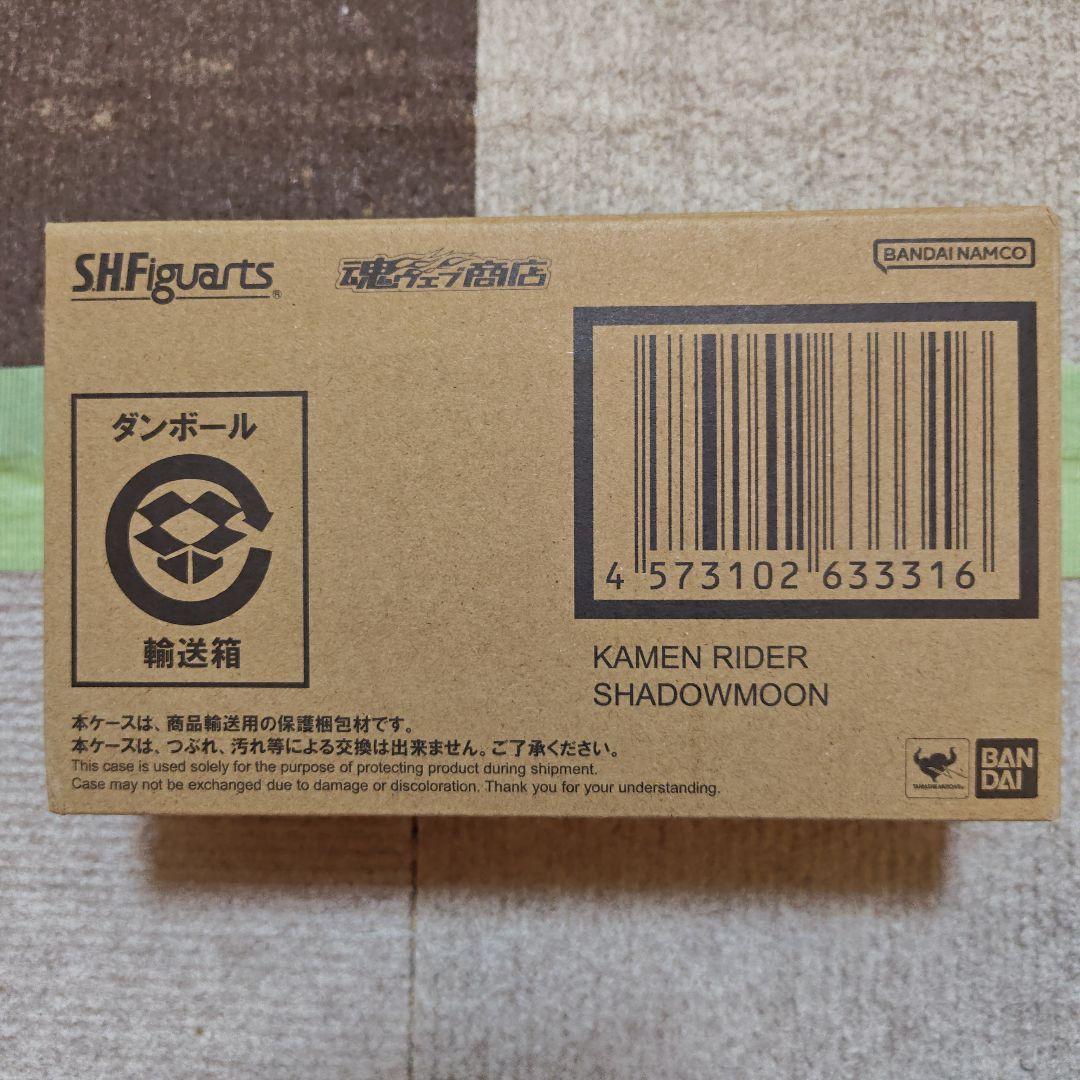 S.H.Figuarts®
魂ウェブ商店
BANDAI NAMCO
ダンボール
輸送箱
4 573102 633316
KAMEN RIDER
SHADOWMOON
本ケースは、商品輸送用の保護梱包材です。
本ケースは、つぶれ、汚れ等による交換は出来ません。ご了承ください。
This case is used solely for the purpose of protecting product during shipment.
Case may not be exchanged due to damage or discoloration. Thank you for your understanding.
TAMASHII NATIONS
BAN
DAI